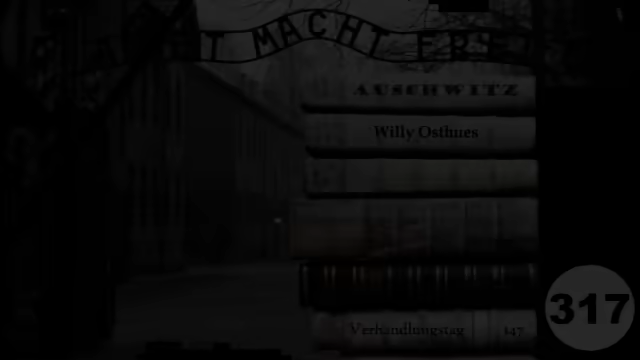 MACHT
AUSCHWITZ
Willy Osthues
Verhandlungstag 147
317